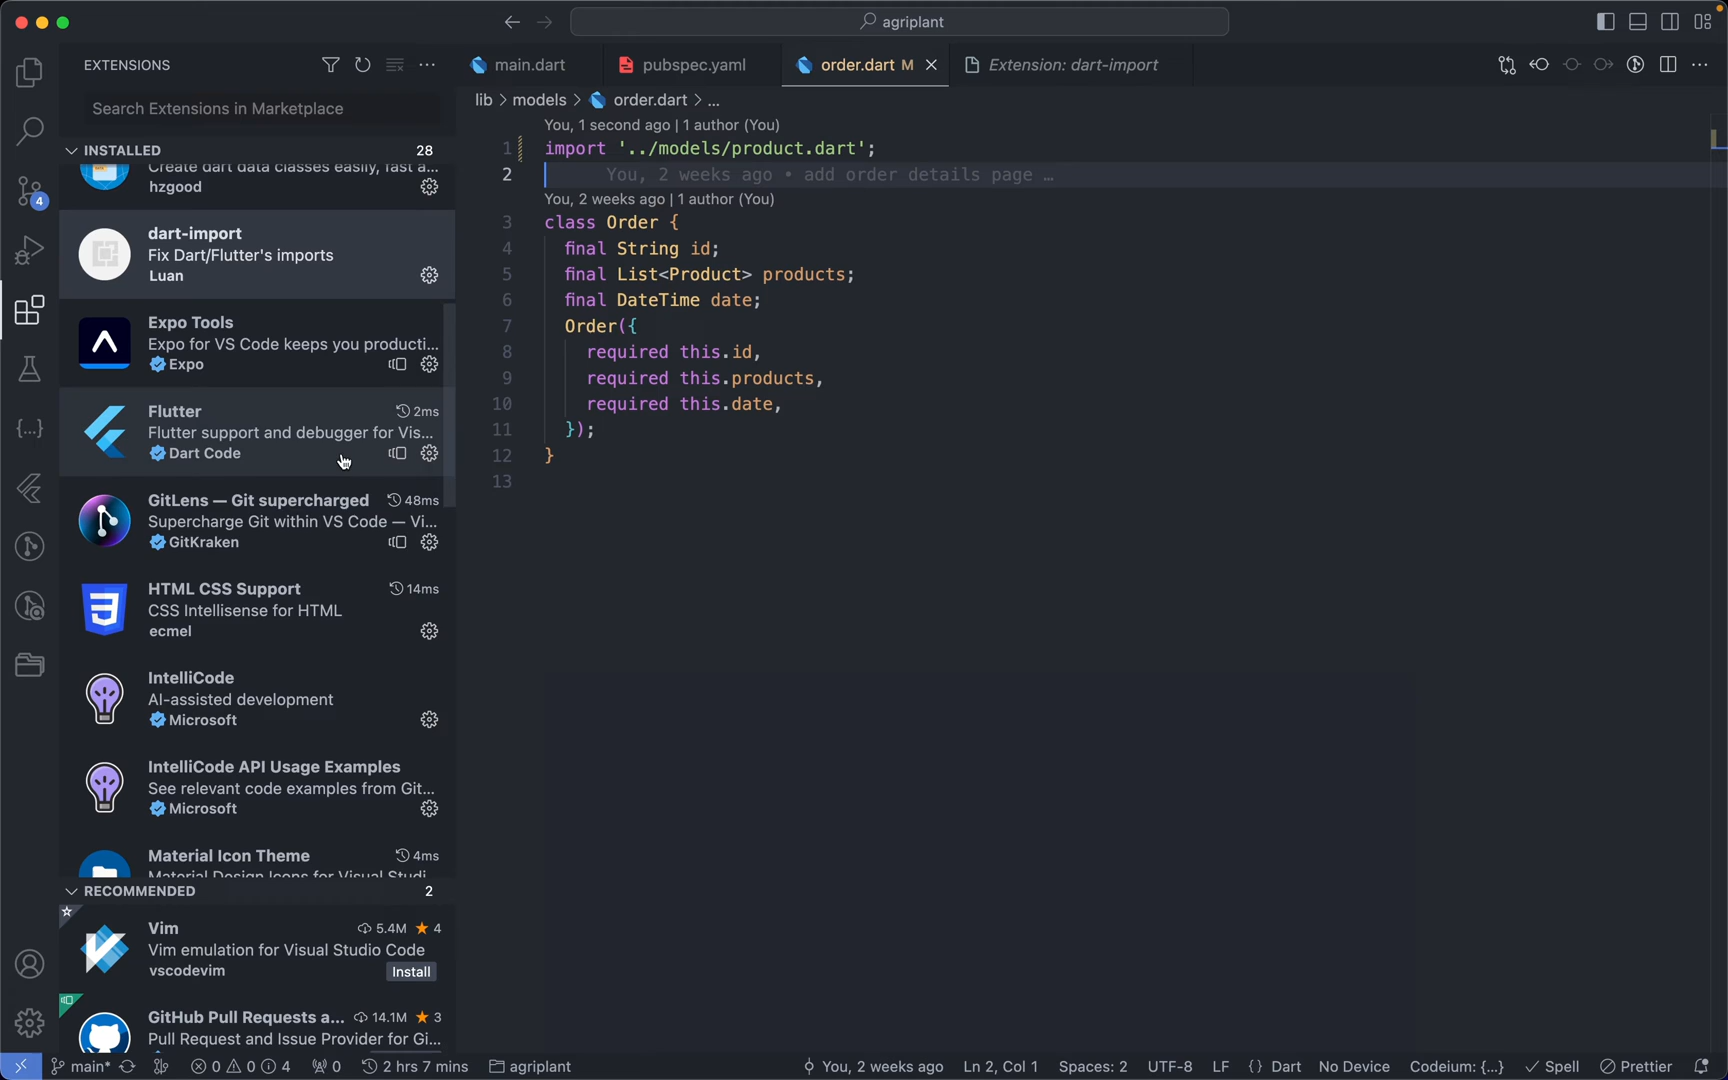 agriplant
EXTENSIONS
Search Extensions in Marketplace
INSTALLED 28
Create dart data classes easily, fast a...
hzgood
dart-import
Fix Dart/Flutter's imports
Luan
Expo Tools
Expo for VS Code keeps you producti...
Expo
Flutter 2ms
Flutter support and debugger for Vis...
Dart Code
GitLens — Git supercharged 48ms
Supercharge Git within VS Code — Vi...
GitKraken
HTML CSS Support 14ms
CSS Intellisense for HTML
ecmel
IntelliCode
AI-assisted development
Microsoft
IntelliCode API Usage Examples
See relevant code examples from Git...
Microsoft
Material Icon Theme 4ms
Material Design Icons for Visual Studi...
RECOMMENDED 2
Vim 5.4M ★ 4
Vim emulation for Visual Studio Code
vscodevim Install
GitHub Pull Requests a... 14.1M ★ 3
Pull Request and Issue Provider for Gi...
4
main.dart pubspec.yaml order.dart M Extension: dart-import
lib > models > order.dart > ...
You, 1 second ago | 1 author (You)
1 import '../models/product.dart';
2 You, 2 weeks ago • add order details page …
You, 2 weeks ago | 1 author (You)
3 class Order {
4 final String id;
5 final List<Product> products;
6 final DateTime date;
7 Order({
8 required this.id,
9 required this.products,
10 required this.date,
11 });
12 }
13
main* 0 0 4 0 2 hrs 7 mins agriplant You, 2 weeks ago Ln 2, Col 1 Spaces: 2 UTF-8 LF {} Dart No Device Codeium: {...} Spell Prettier